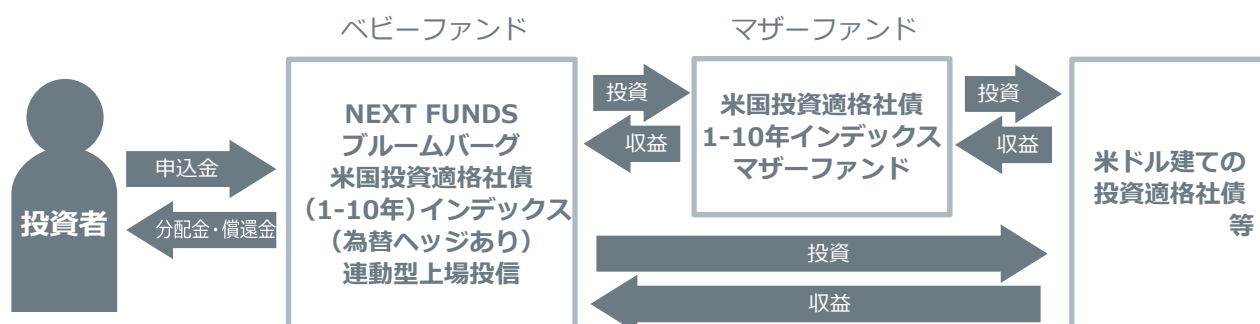 ベビーファンド
マザーファンド
投資者
申込金
分配金・償還金
NEXT FUNDS
ブルームバーグ
米国投資適格社債
（1-10年）インデックス
（為替ヘッジあり）
連動型上場投信
投資
収益
米国投資適格社債
1-10年インデックス
マザーファンド
投資
収益
投資
収益
米ドル建ての
投資適格社債
等